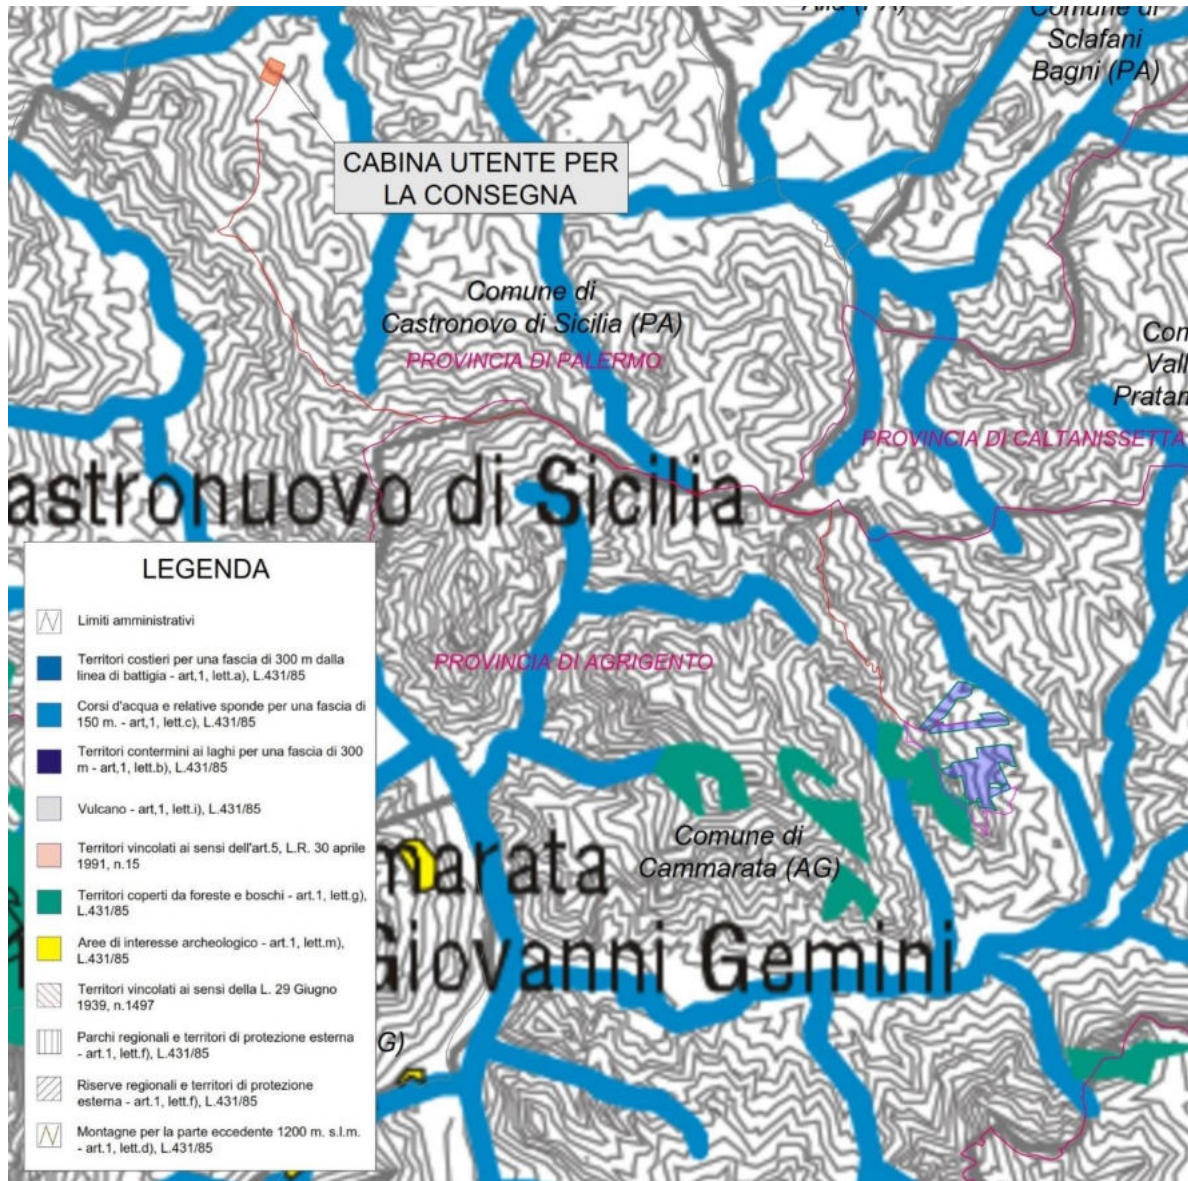 Alia (PA)
Comune di
Sclafani
Bagni (PA)
CABINA UTENTE PER
LA CONSEGNA
Comune di
Castronovo di Sicilia (PA)
PROVINCIA DI PALERMO
Com
Vall
Pratam
PROVINCIA DI CALTANISSETTA
astronuovo di Sicilia
PROVINCIA DI AGRIGENTO
Comune di
Cammarata (AG)
marata
Giovanni Gemini
G)
LEGENDA
Limiti amministrativi
Territori costieri per una fascia di 300 m dalla
linea di battigia - art,1, lett.a), L.431/85
Corsi d'acqua e relative sponde per una fascia di
150 m. - art,1, lett.c), L.431/85
Territori contermini ai laghi per una fascia di 300
m - art,1, lett.b), L.431/85
Vulcano - art,1, lett.i), L.431/85
Territori vincolati ai sensi dell'art.5, L.R. 30 aprile
1991, n.15
Territori coperti da foreste e boschi - art.1, lett.g),
L.431/85
Aree di interesse archeologico - art.1, lett.m),
L.431/85
Territori vincolati ai sensi della L. 29 Giugno
1939, n.1497
Parchi regionali e territori di protezione esterna
- art.1, lett.f), L.431/85
Riserve regionali e territori di protezione
esterna - art.1, lett.f), L.431/85
Montagne per la parte eccedente 1200 m. s.l.m.
- art.1, lett.d), L.431/85